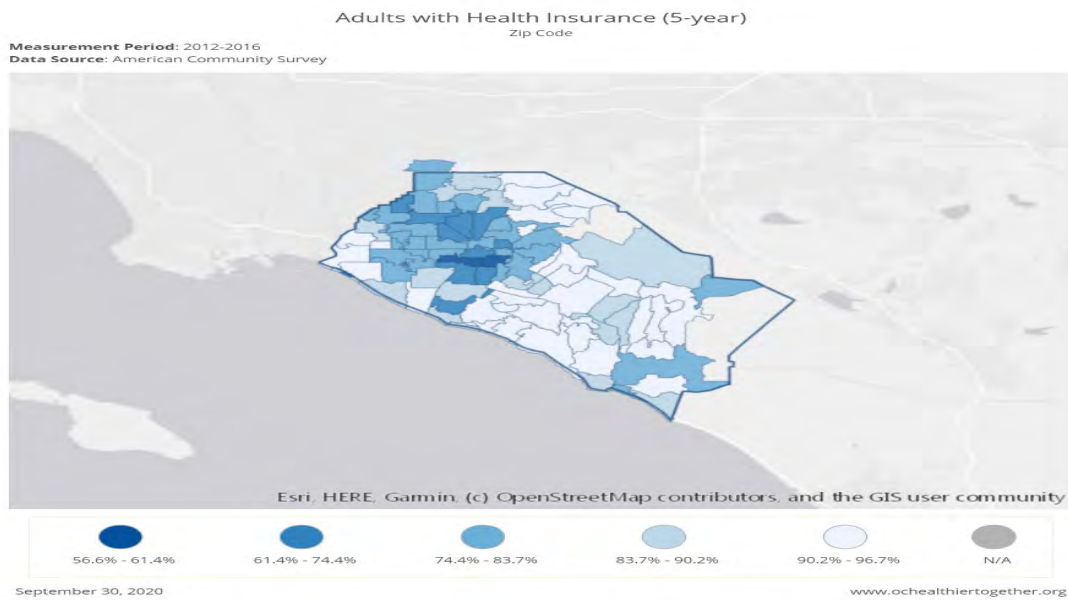 Adults with Health Insurance (5-year)
Zip Code
Measurement Period: 2012-2016
Data Source: American Community Survey
Esri, HERE, Garmin, (c) OpenStreetMap contributors, and the GIS user community
56.6% - 61.4%
61.4% - 74.4%
74.4% - 83.7%
83.7% - 90.2%
90.2% - 96.7%
N/A
September 30, 2020
www.ochealthiertogether.org